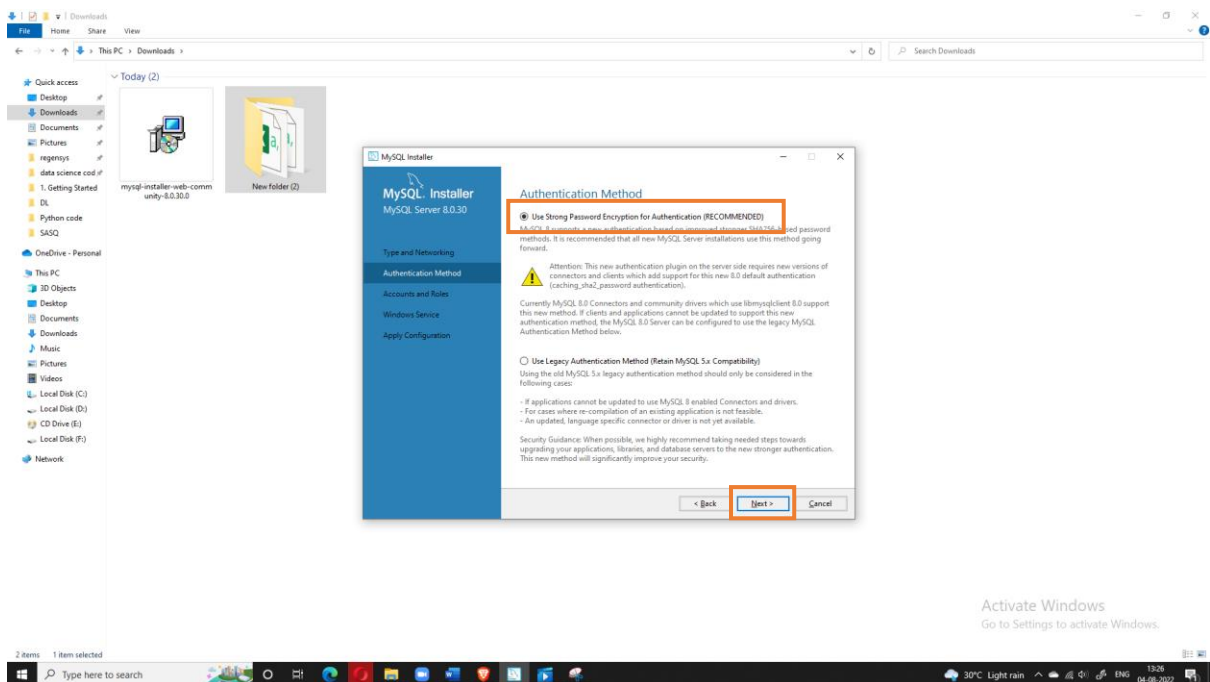 Downloads
File Home Share View
This PC > Downloads >
Search Downloads
Quick access
Desktop
Downloads
Documents
Pictures
regensys
data science cod
1. Getting Started
DL
Python code
SASQ
OneDrive - Personal
This PC
3D Objects
Desktop
Documents
Downloads
Music
Pictures
Videos
Local Disk (C:)
Local Disk (D:)
CD Drive (E:)
Local Disk (F:)
Network
Today (2)
mysql-installer-web-comm
unity-8.0.30.0
New folder (2)
a,
MySQL Installer
MySQL. Installer
MySQL Server 8.0.30
Type and Networking
Authentication Method
Accounts and Roles
Windows Service
Apply Configuration
Authentication Method
Use Strong Password Encryption for Authentication (RECOMMENDED)
MySQL 8 supports a new authentication based on improved stronger SHA256-based password
methods. It is recommended that all new MySQL Server installations use this method going
forward.
Attention: This new authentication plugin on the server side requires new versions of
connectors and clients which add support for this new 8.0 default authentication
(caching_sha2_password authentication).
Currently MySQL 8.0 Connectors and community drivers which use libmysqlclient 8.0 support
this new method. If clients and applications cannot be updated to support this new
authentication method, the MySQL 8.0 Server can be configured to use the legacy MySQL
Authentication Method below.
Use Legacy Authentication Method (Retain MySQL 5.x Compatibility)
Using the old MySQL 5.x legacy authentication method should only be considered in the
following cases:
- If applications cannot be updated to use MySQL 8 enabled Connectors and drivers.
- For cases where re-compilation of an existing application is not feasible.
- An updated, language specific connector or driver is not yet available.
Security Guidance: When possible, we highly recommend taking needed steps towards
upgrading your applications, libraries, and database servers to the new stronger authentication.
This new method will significantly improve your security.
< Back Next > Cancel
Activate Windows
Go to Settings to activate Windows.
2 items 1 item selected
Type here to search
30°C Light rain ENG 13:26
04-08-2022